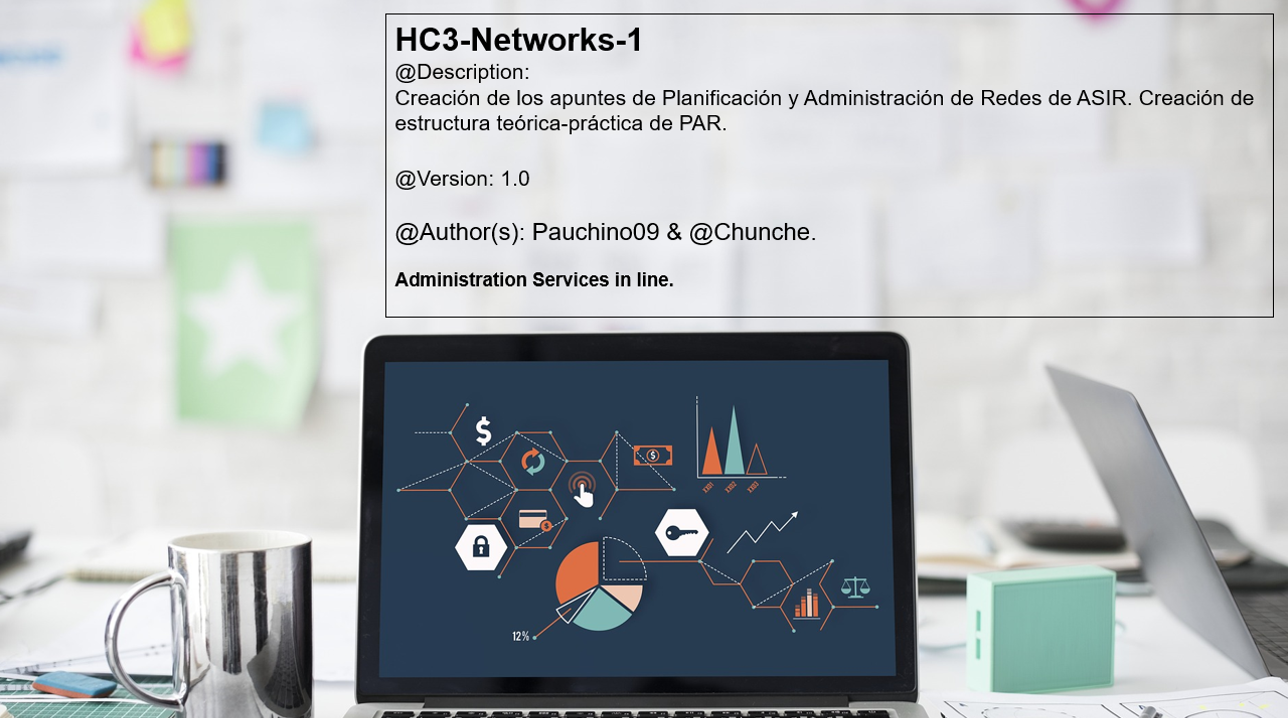 HC3-Networks-1
@Description:
Creación de los apuntes de Planificación y Administración de Redes de ASIR. Creación de
estructura teórica-práctica de PAR.
@Version: 1.0
@Author(s): Pauchino09 & @Chunche.
Administration Services in line.
$
$
12%